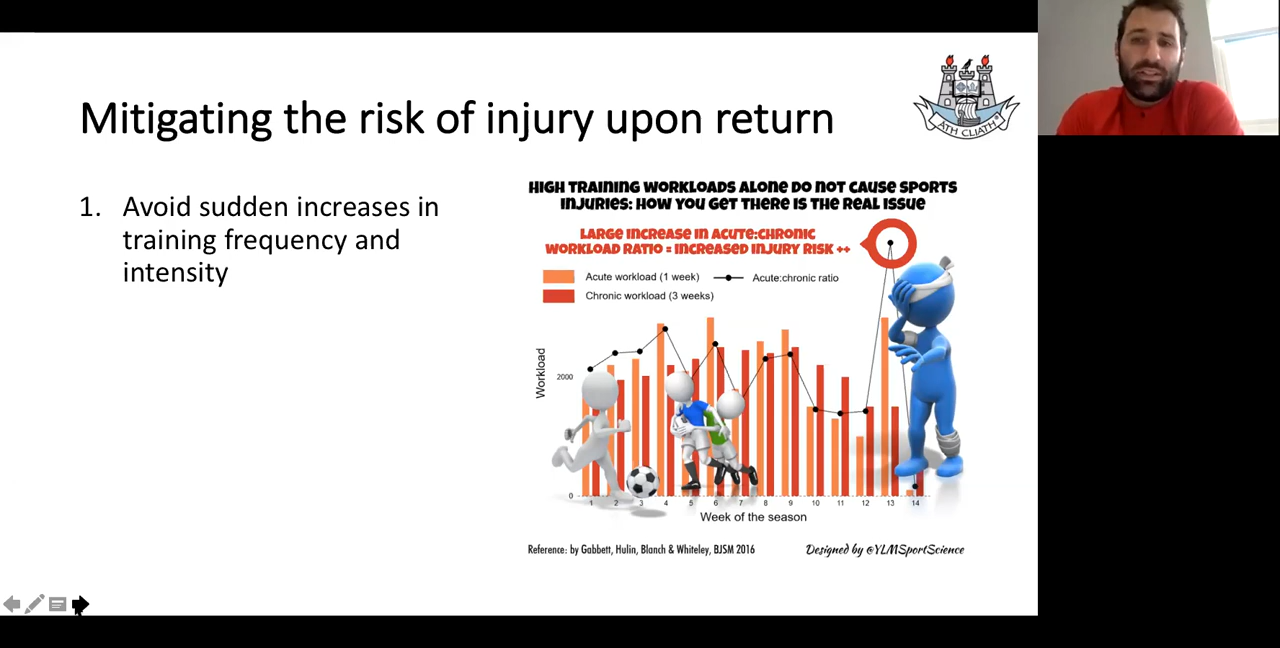 Mitigating the risk of injury upon return
ÁTH CLIATH
1. Avoid sudden increases in
training frequency and
intensity
HIGH TRAINING WORKLOADS ALONE DO NOT CAUSE SPORTS
INJURIES: HOW YOU GET THERE IS THE REAL ISSUE
LARGE INCREASE IN ACUTE:CHRONIC
WORKLOAD RATIO = INCREASED INJURY RISK ++
Acute workload (1 week)
Acute:chronic ratio
Chronic workload (3 weeks)
Workload
2000
0
1 2 3 4 5 6 7 8 9 10 11 12 13 14
Week of the season
Reference: by Gabbett, Hulin, Blanch & Whiteley, BJSM 2016
Designed by @YLMSportScience